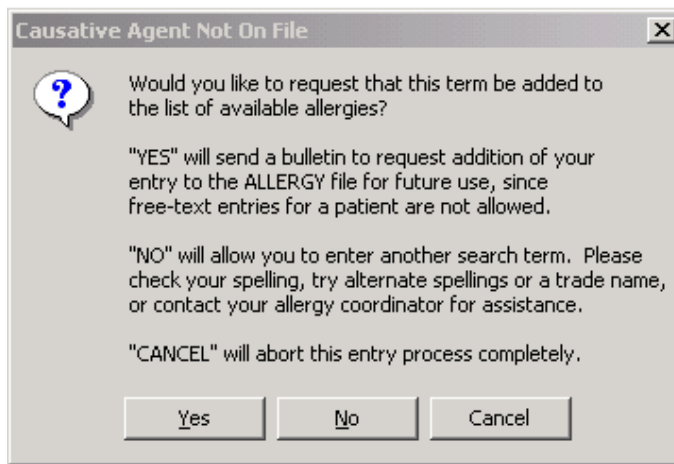 Causative Agent Not On File
Would you like to request that this term be added to
the list of available allergies?
"YES" will send a bulletin to request addition of your
entry to the ALLERGY file for future use, since
free-text entries for a patient are not allowed.
"NO" will allow you to enter another search term.  Please
check your spelling, try alternate spellings or a trade name,
or contact your allergy coordinator for assistance.
"CANCEL" will abort this entry process completely.
Yes No Cancel